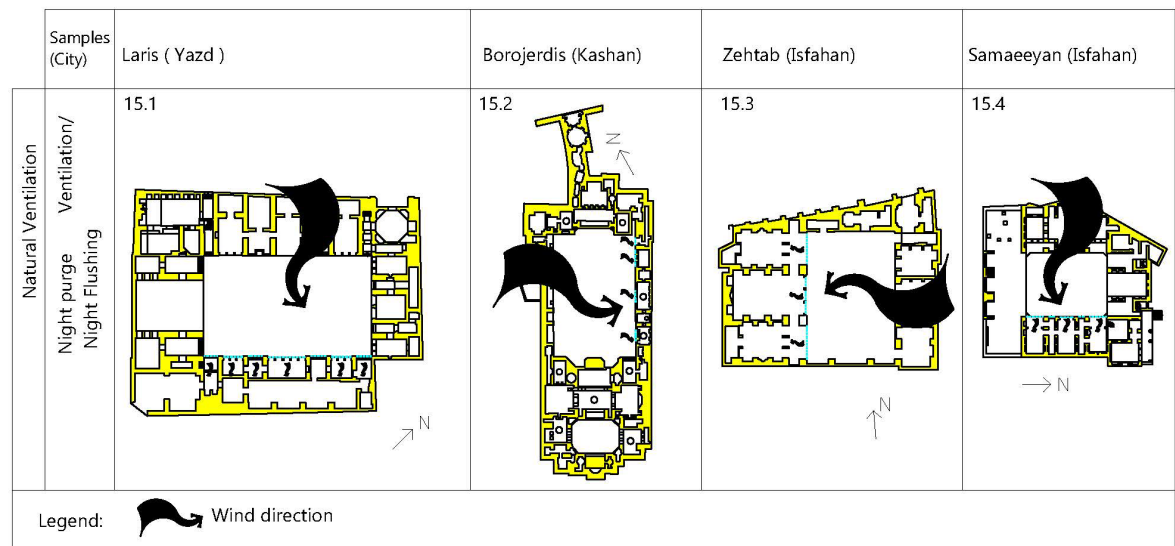 Samples
(City)
Laris ( Yazd )
Borojerdis (Kashan)
Zehtab (Isfahan)
Samaeeyan (Isfahan)
Natural Ventilation
Night purge Ventilation/
Night Flushing
15.1
N
15.2
N
15.3
N
15.4
N
Legend:
Wind direction